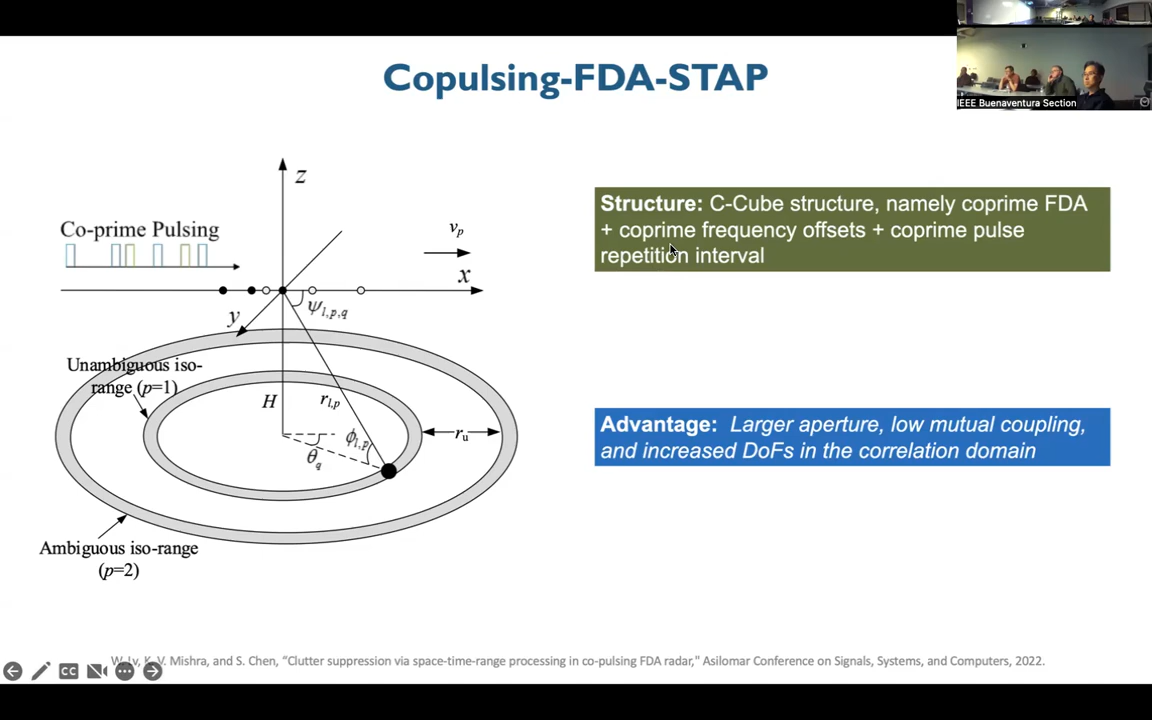 IEEE Buenaventura Section
Copulsing-FDA-STAP
z
Co-prime Pulsing
v_p
x
ψ_{l,p,q}
y
Unambiguous iso-
range (p=1)
H
r_{l,p}
r_u
ϕ_{l,p}
θ_q
Ambiguous iso-range
(p=2)
Structure: C-Cube structure, namely coprime FDA
+ coprime frequency offsets + coprime pulse
repetition interval
Advantage: Larger aperture, low mutual coupling,
and increased DoFs in the correlation domain
W. Lv, K. V. Mishra, and S. Chen, “Clutter suppression via space-time-range processing in co-pulsing FDA radar," Asilomar Conference on Signals, Systems, and Computers, 2022.
CC